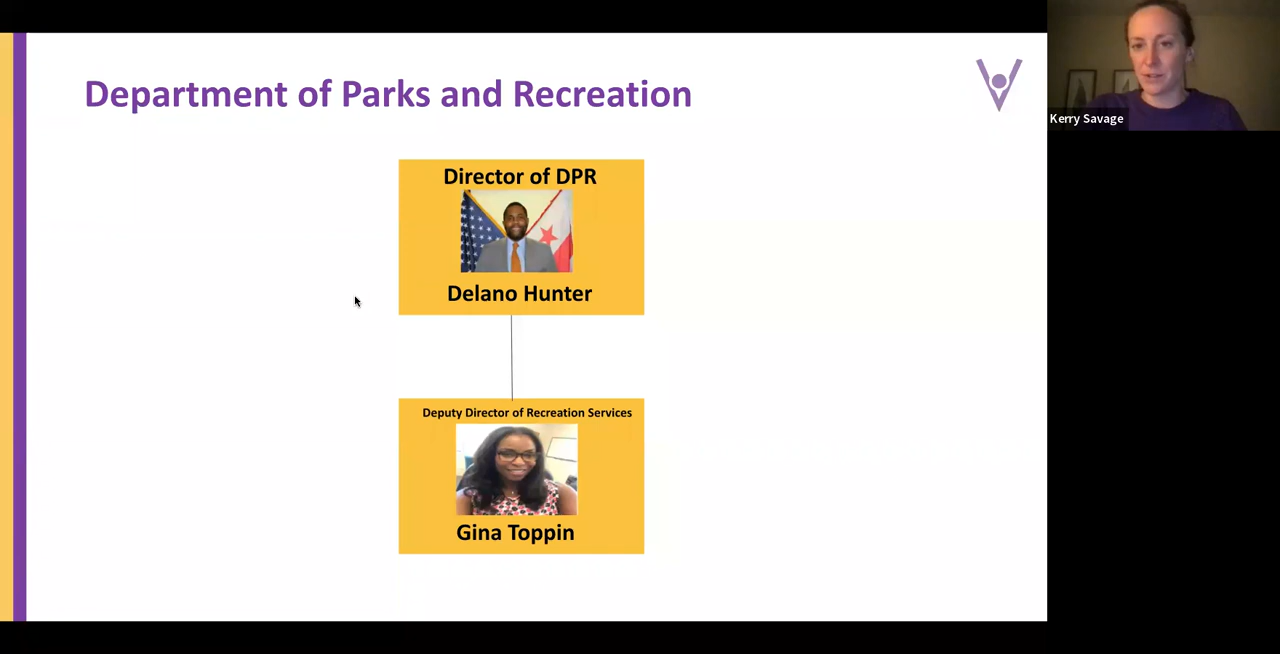 Department of Parks and Recreation
Kerry Savage
Director of DPR
Delano Hunter
Deputy Director of Recreation Services
Gina Toppin